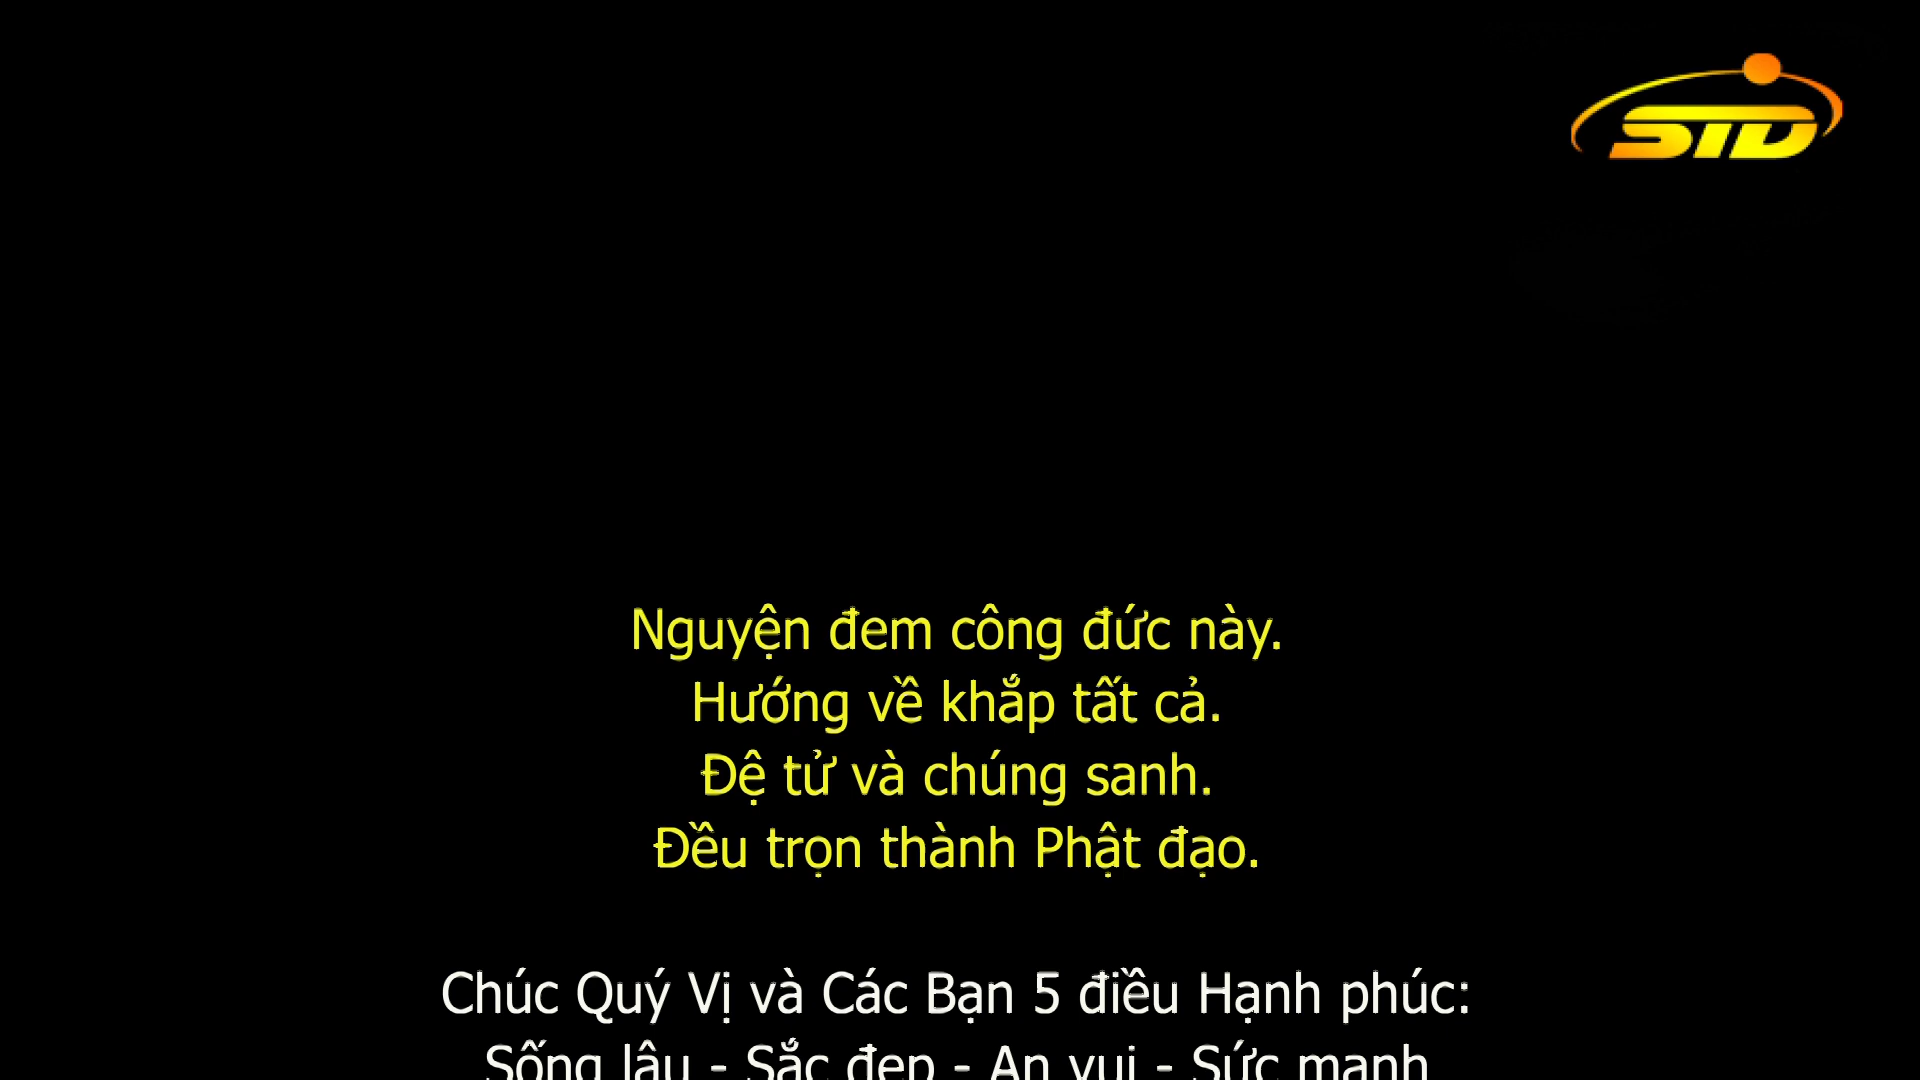 STD
Nguyện đem công đức này.
Hướng về khắp tất cả.
Đệ tử và chúng sanh.
Đều trọn thành Phật đạo.
Chúc Quý Vị và Các Bạn 5 điều Hạnh phúc:
Sống lâu - Sắc đẹp - An vui - Sức mạnh